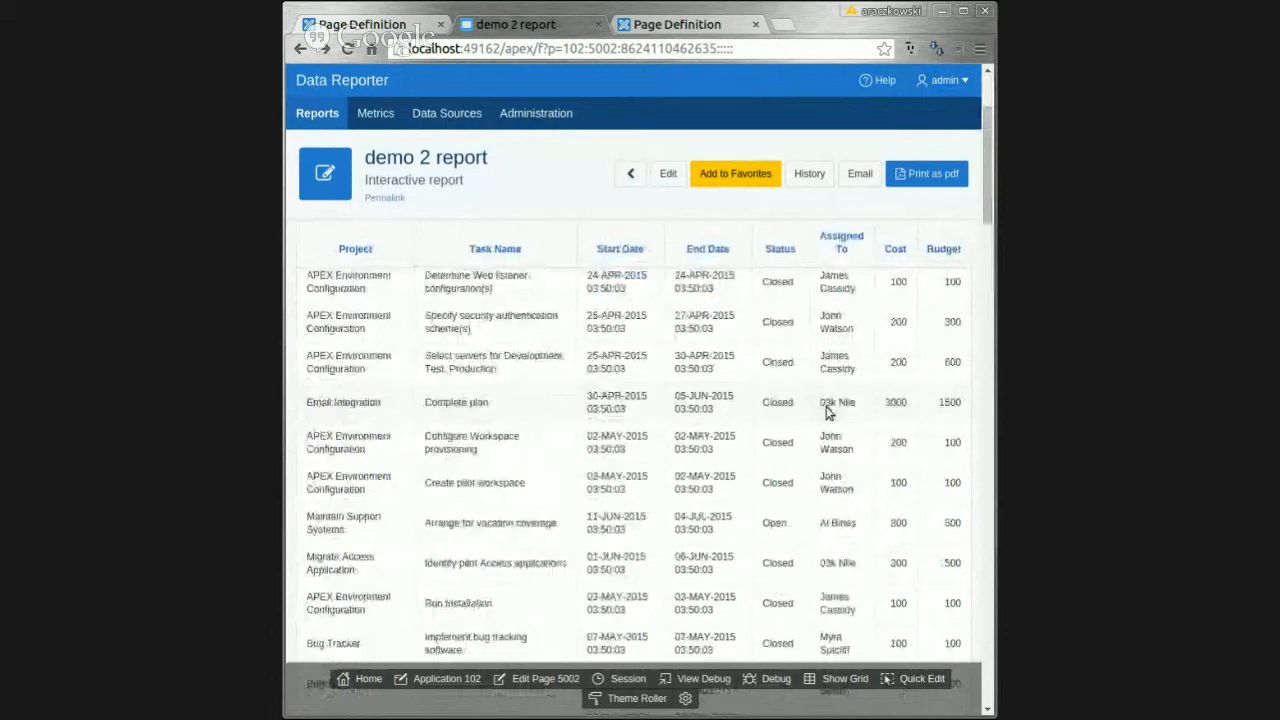 Page Definition
demo 2 report
Page Definition
araczkowski
Google
localhost:49162/apex/f?p=102:5002:8624110462635:::::
Data Reporter
Help
admin
Reports Metrics Data Sources Administration
demo 2 report
Interactive report
Permalink
Edit
Add to Favorites
History
Email
Print as pdf
Project Task Name Start Date End Date Status Assigned To Cost Budget
APEX Environment Configuration Determine Web listener configuration(s) 24-APR-2015 03:50:03 24-APR-2015 03:50:03 Closed James Cassidy 100 100
APEX Environment Configuration Specify security authentication scheme(s) 25-APR-2015 03:50:03 27-APR-2015 03:50:03 Closed John Watson 200 300
APEX Environment Configuration Select servers for Development, Test, Production 25-APR-2015 03:50:03 30-APR-2015 03:50:03 Closed James Cassidy 200 600
Email Integration Complete plan 30-APR-2015 03:50:03 05-JUN-2015 03:50:03 Closed Nile 3000 1500
APEX Environment Configuration Configure Workspace provisioning 02-MAY-2015 03:50:03 02-MAY-2015 03:50:03 Closed John Watson 200 100
APEX Environment Configuration Create pilot workspace 02-MAY-2015 03:50:03 02-MAY-2015 03:50:03 Closed John Watson 100 100
Maintain Support Systems Arrange for vacation coverage 11-JUN-2015 03:50:03 04-JUL-2015 03:50:03 Open Al Bines 300 500
Migrate Access Application Identify pilot Access applications 01-JUN-2015 03:50:03 06-JUN-2015 03:50:03 Closed Nile 300 500
APEX Environment Configuration Run installation 03-MAY-2015 03:50:03 03-MAY-2015 03:50:03 Closed James Cassidy 100 100
Bug Tracker Implement bug tracking software 07-MAY-2015 03:50:03 07-MAY-2015 03:50:03 Closed Myra Sutcliff 100 100
Home Application 102 Edit Page 5002 Session View Debug Debug Show Grid Quick Edit
Theme Roller